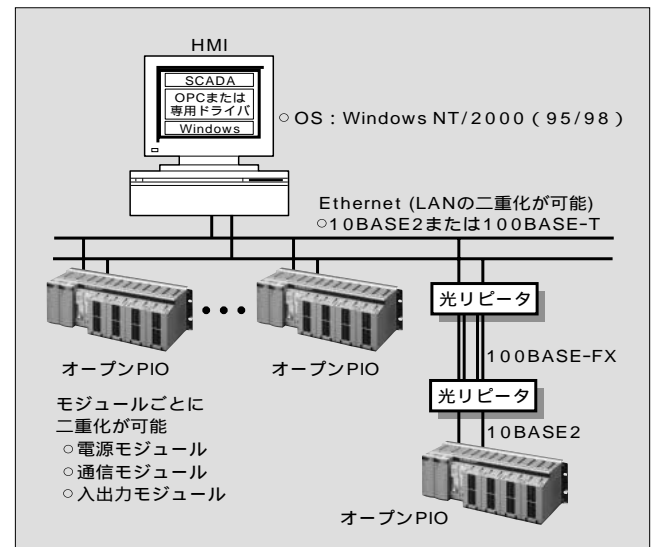 HMI
SCADA
OPCまたは
専用ドライバ
Windows
○OS：Windows NT/2000（95/98）
Ethernet (LANの二重化が可能)
○10BASE2または100BASE-T
光リピータ
オープンPIO
オープンPIO
100BASE-FX
光リピータ
10BASE2
モジュールごとに
二重化が可能
○電源モジュール
○通信モジュール
○入出力モジュール
オープンPIO